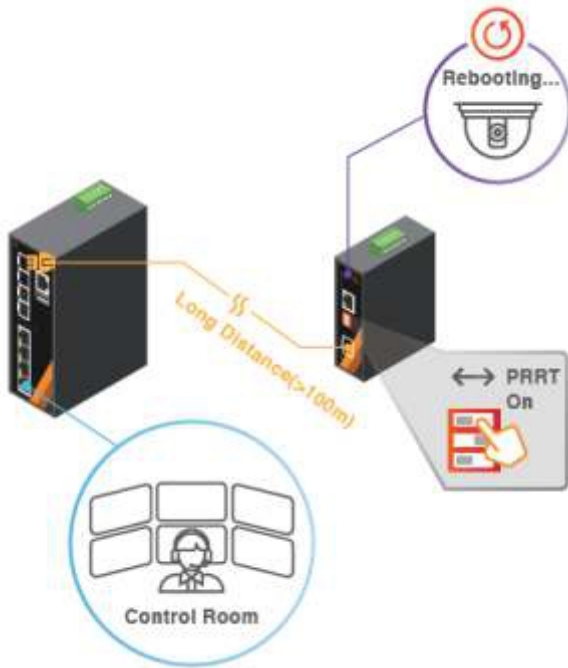 Rebooting...
Long Distance(>100m)
PRRT
On
Control Room